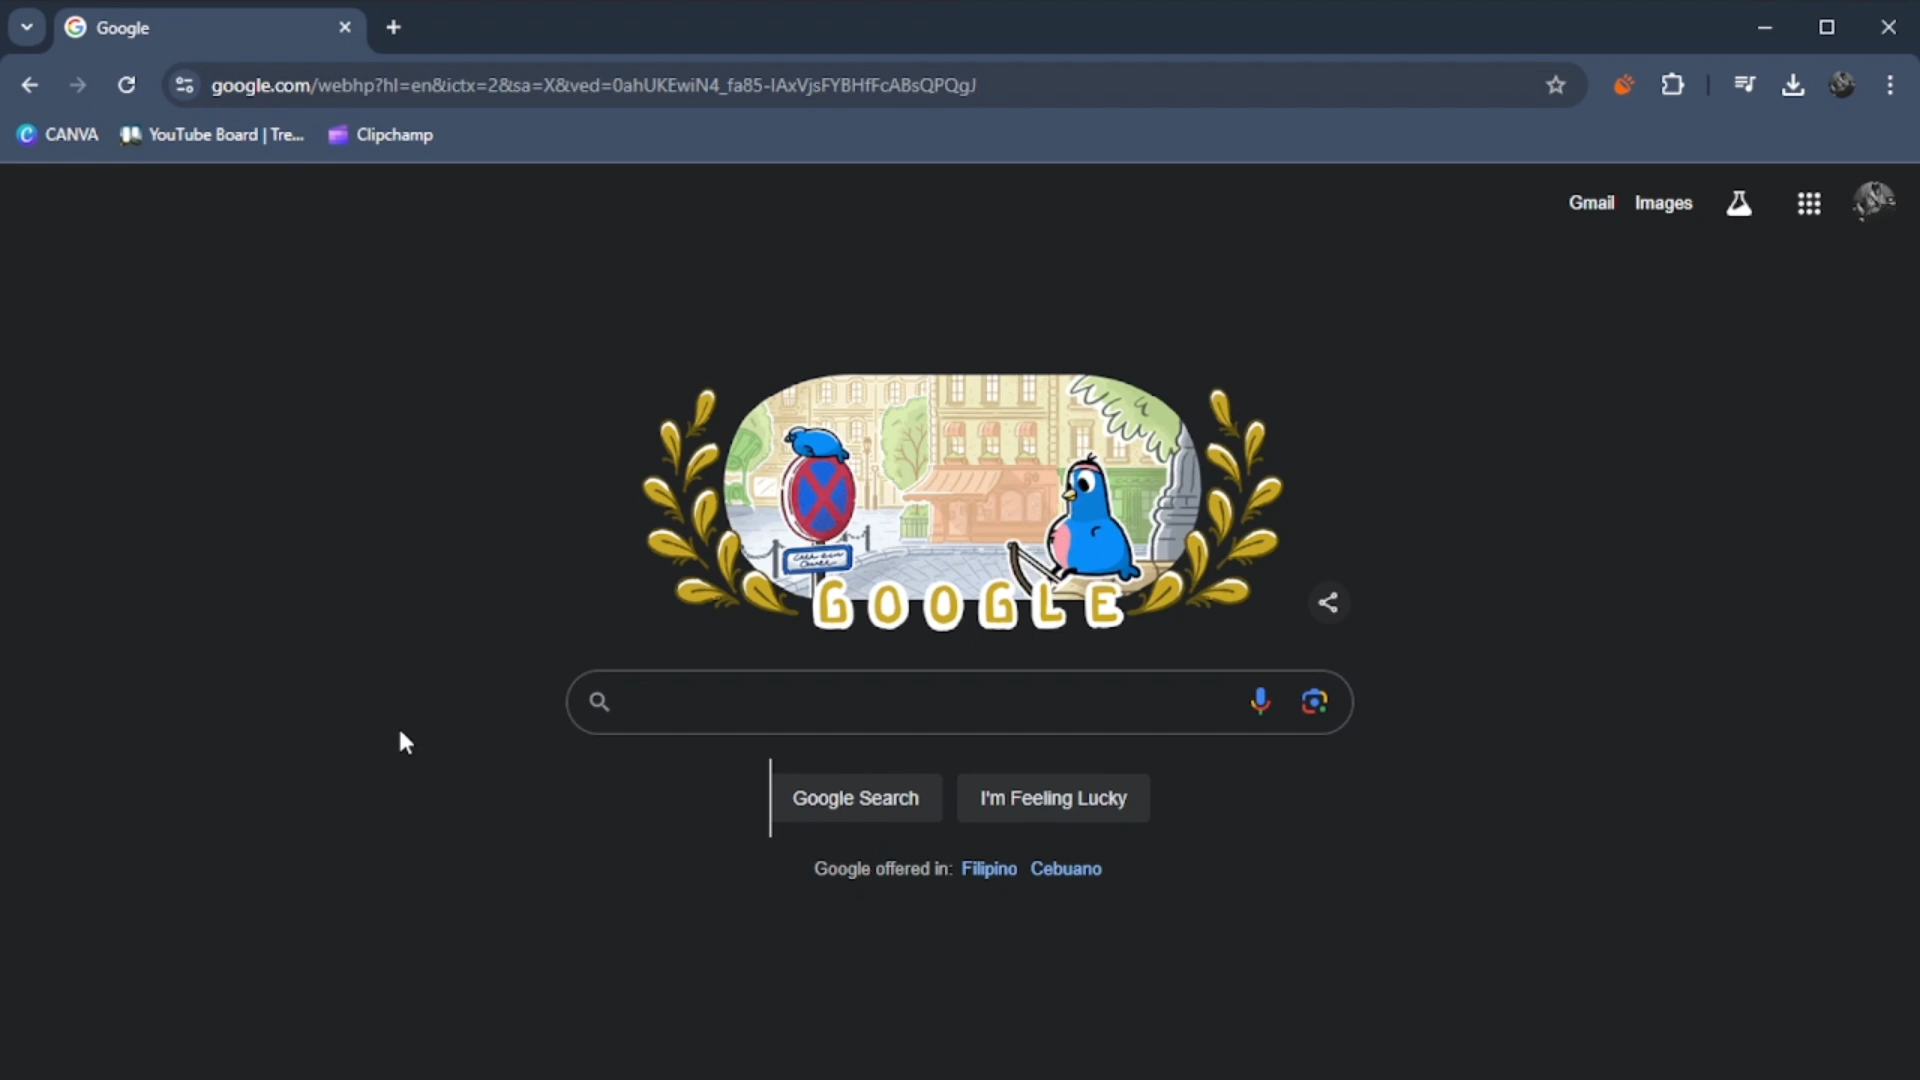 Google
google.com/webhp?hl=en&ictx=2&sa=X&ved=0ahUKEwiN4_fa85-IAxVjsFYBHfFcABsQPQgJ
CANVA YouTube Board | Tre... Clipchamp
Gmail Images
GOOGLE
Google Search I'm Feeling Lucky
Google offered in: Filipino Cebuano